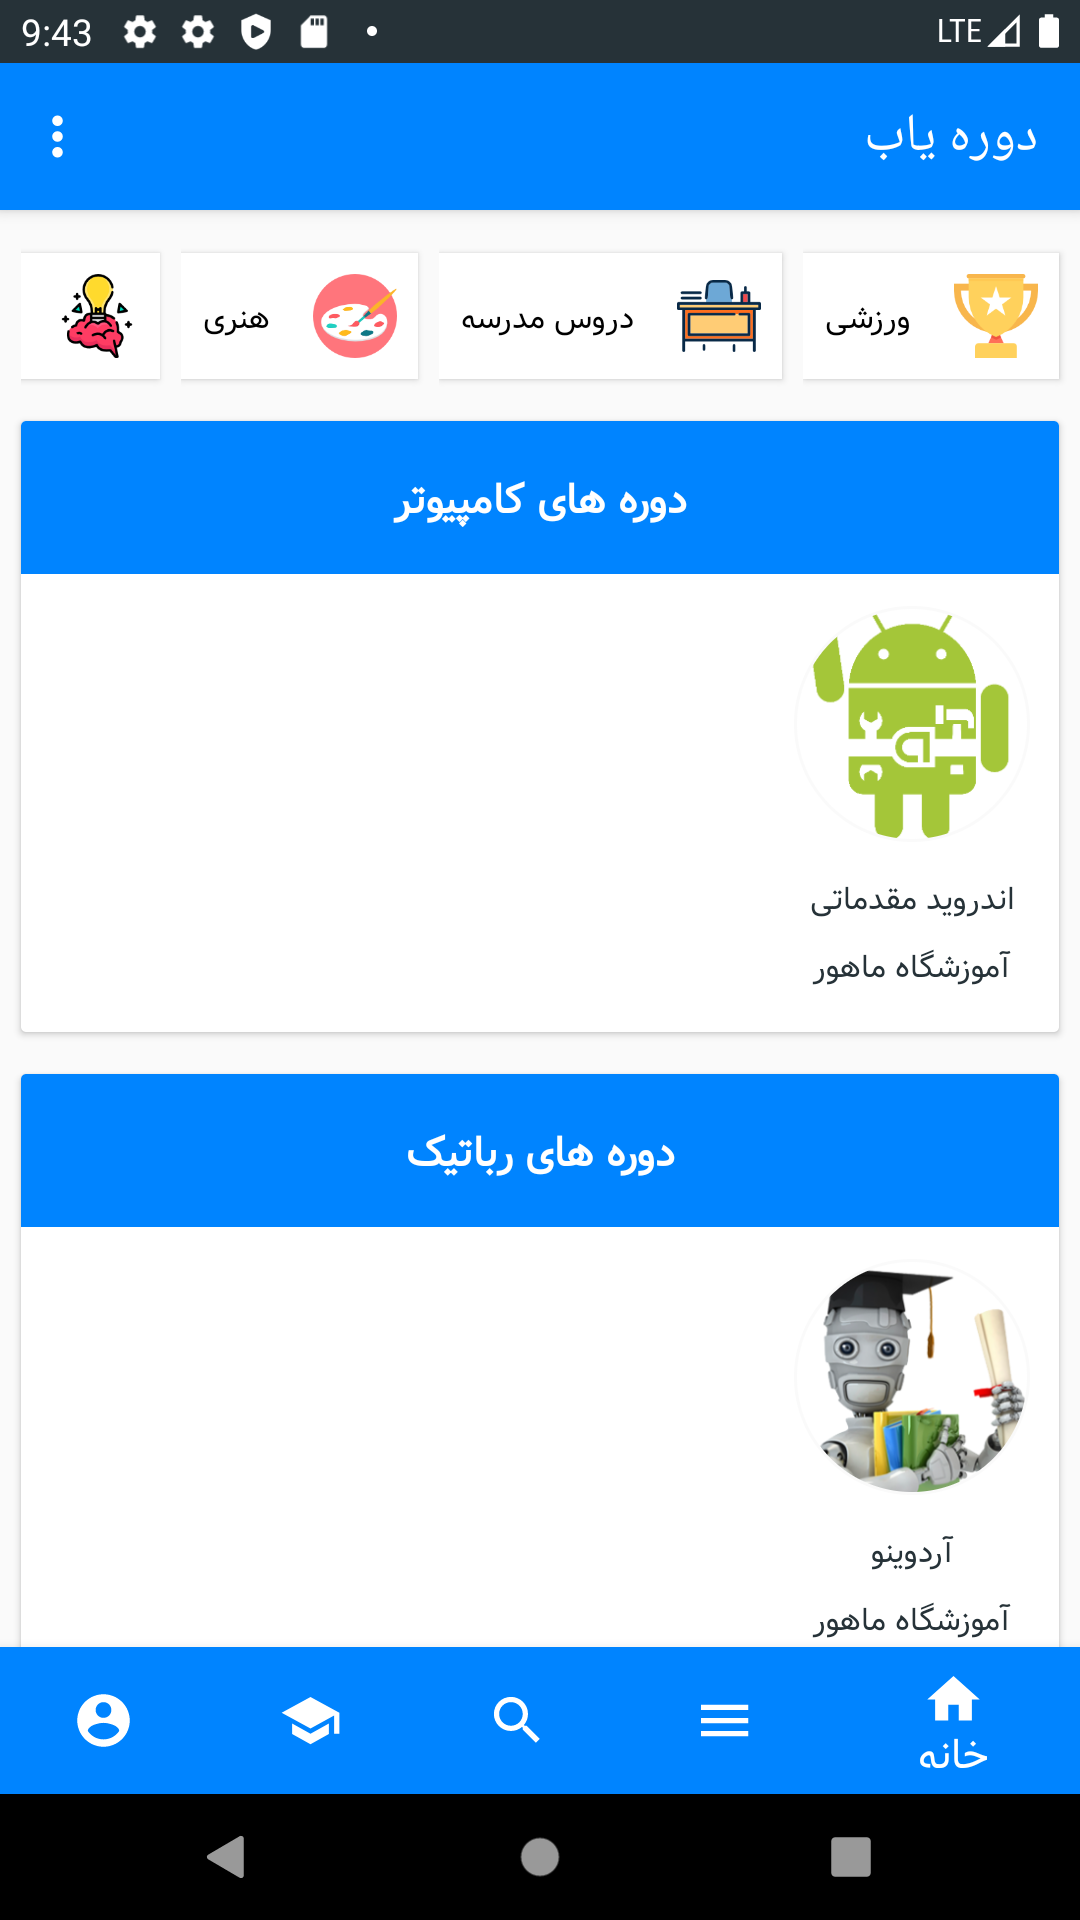 9:43 LTE
دوره یاب
ورزشی دروس مدرسه هنری
دوره های کامپیوتر
اندروید مقدماتی
آموزشگاه ماهور
دوره های رباتیک
آردوینو
آموزشگاه ماهور
خانه